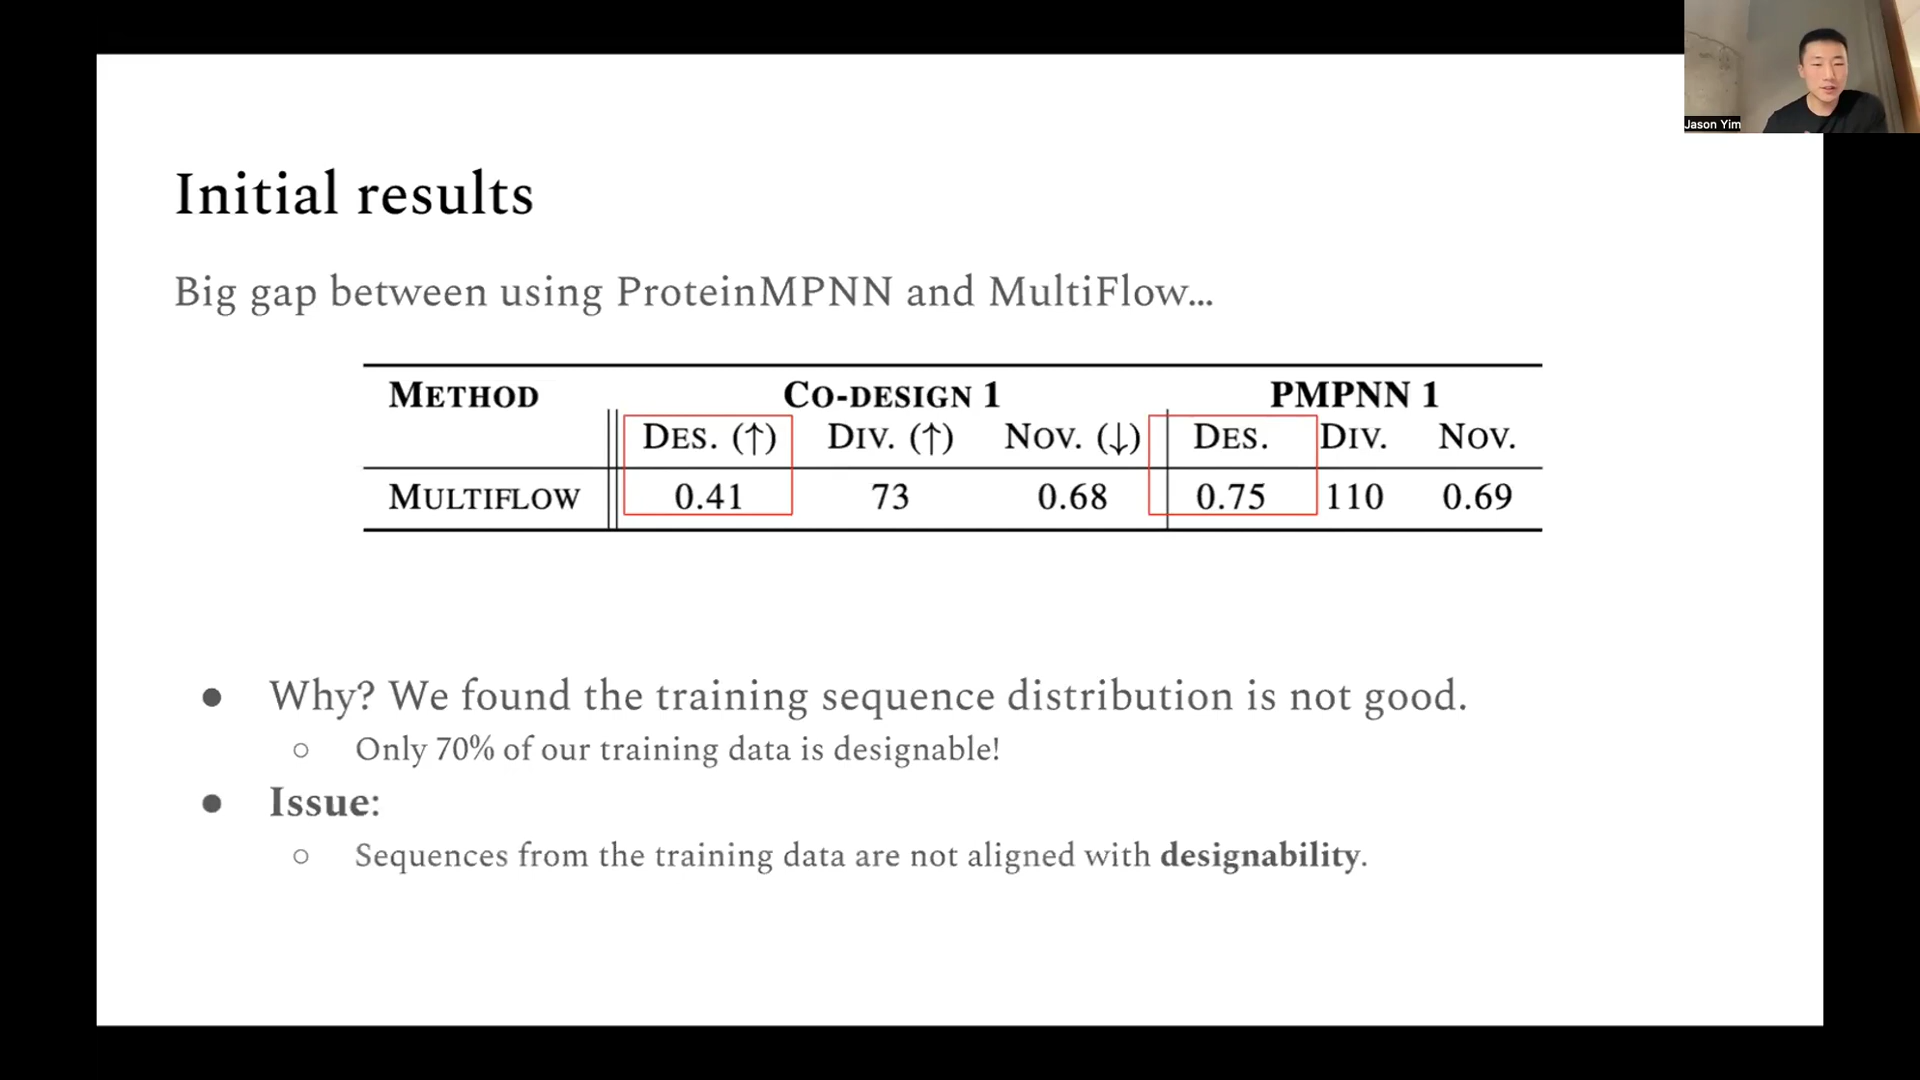 Jason Yim
Initial results
Big gap between using ProteinMPNN and MultiFlow...
METHOD CO-DESIGN 1 PMPNN 1
DES. (↑) DIV. (↑) NOV. (↓) DES. DIV. NOV.
MULTIFLOW 0.41 73 0.68 0.75 110 0.69
● Why? We found the training sequence distribution is not good.
○ Only 70% of our training data is designable!
● Issue:
○ Sequences from the training data are not aligned with designability.